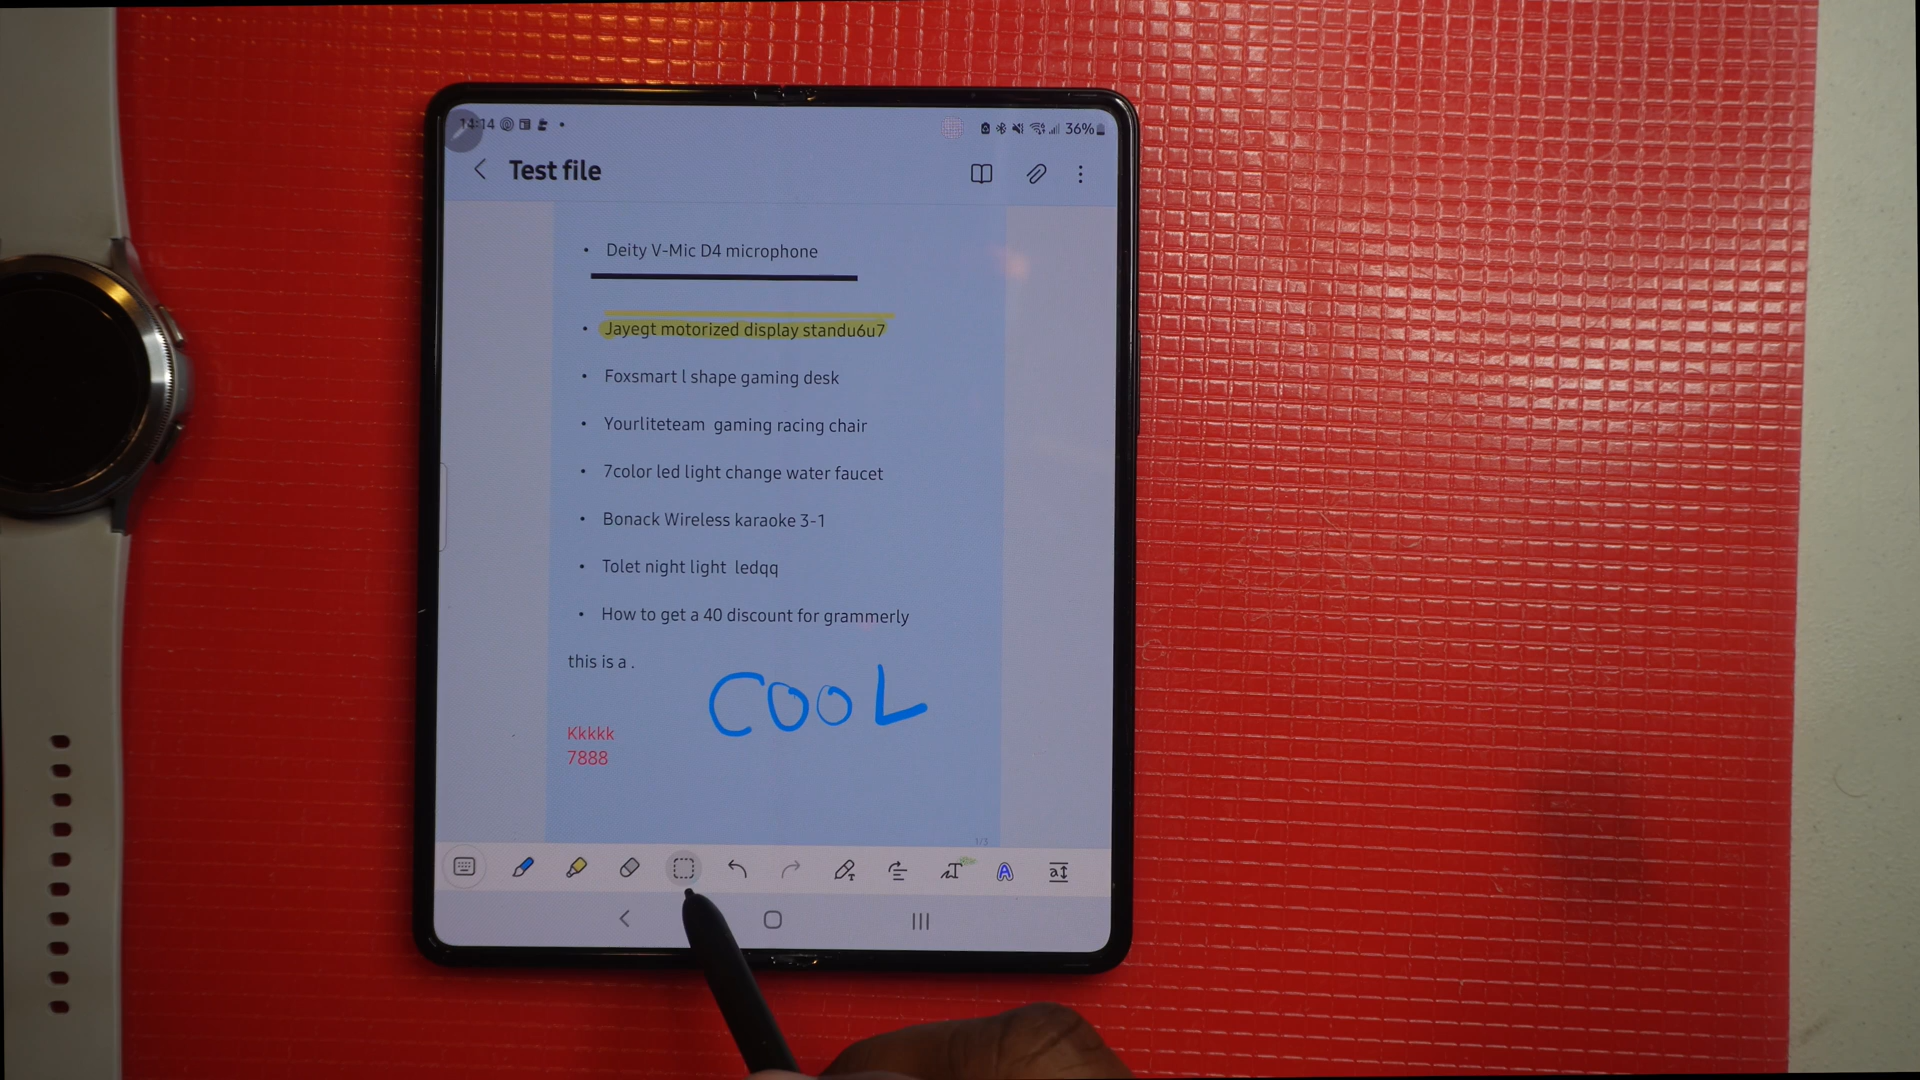 14:14
36%
Test file
• Deity V-Mic D4 microphone
• Jayegt motorized display standu6u7
• Foxsmart l shape gaming desk
• Yourliteteam gaming racing chair
• 7color led light change water faucet
• Bonack Wireless karaoke 3-1
• Tolet night light ledqq
• How to get a 40 discount for grammerly
this is a .
COOL
Kkkkk
7888
1/3